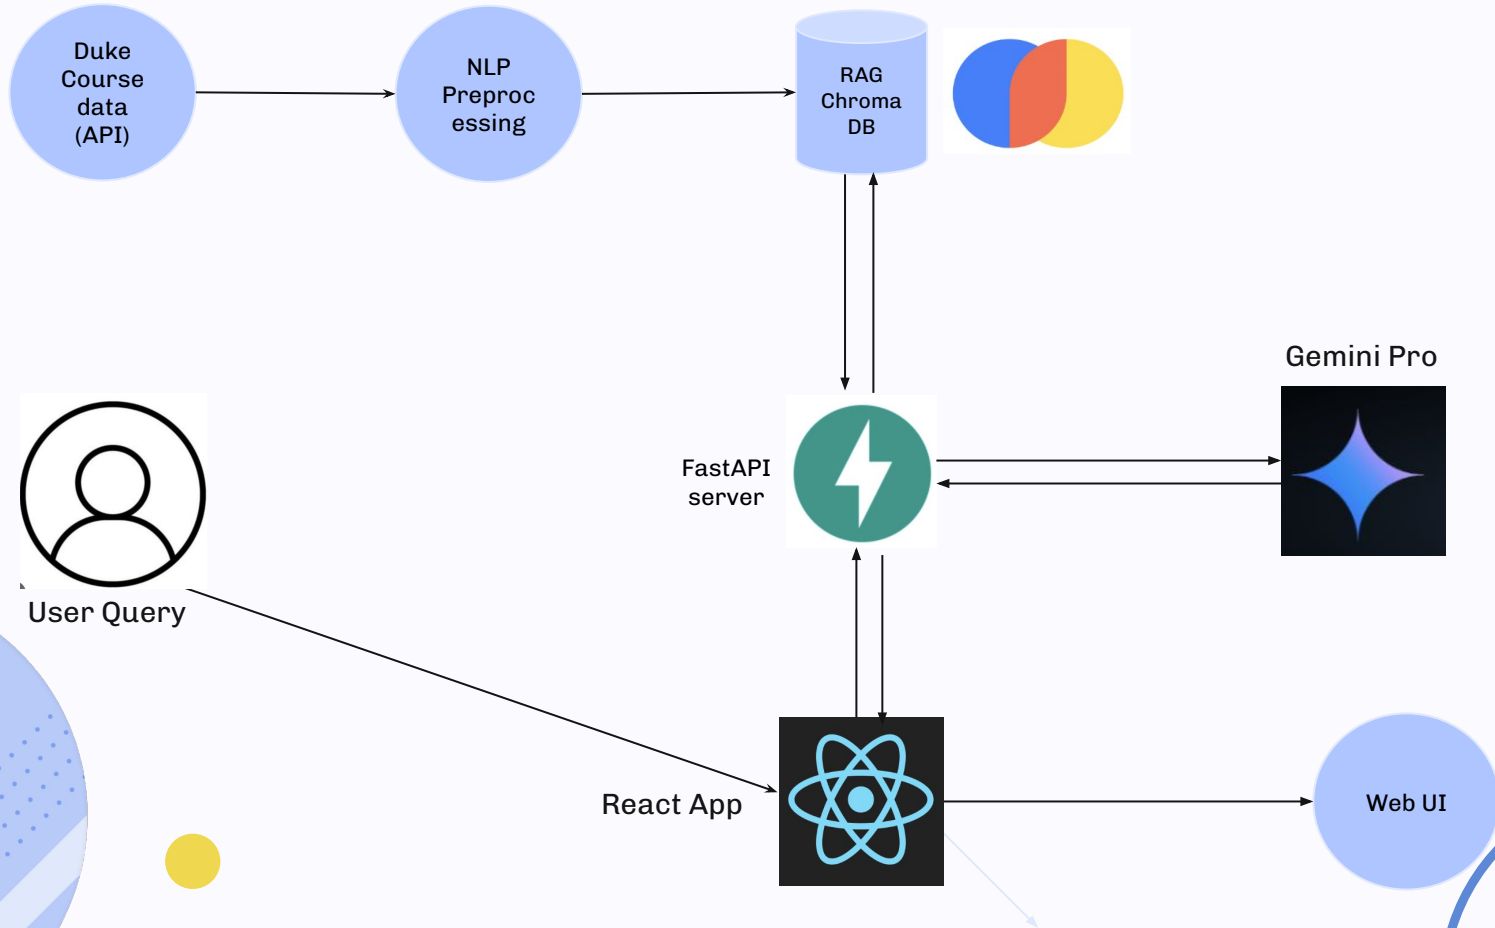 Duke
Course
data
(API)
NLP
Preproc
essing
RAG
Chroma
DB
Gemini Pro
FastAPI
server
User Query
React App
Web UI